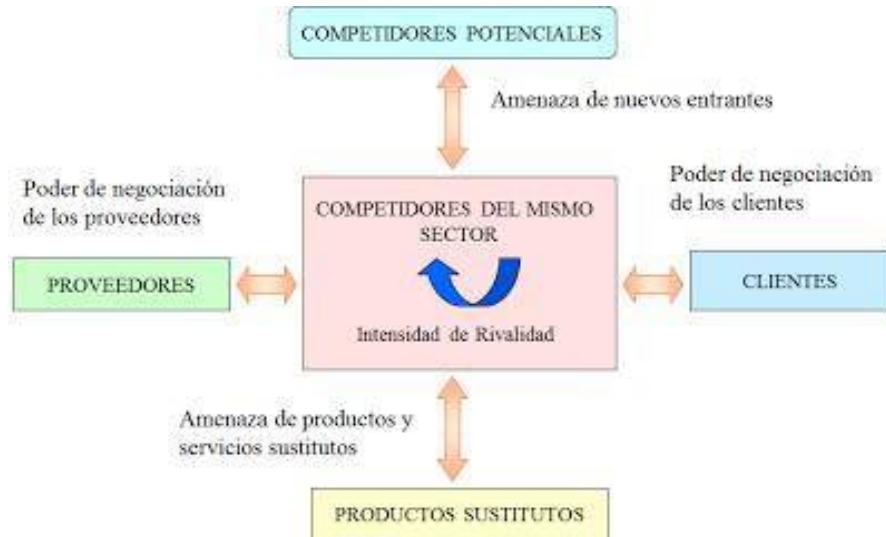 COMPETIDORES POTENCIALES
Amenaza de nuevos entrantes
Poder de negociación
de los proveedores
Poder de negociación
de los clientes
COMPETIDORES DEL MISMO
SECTOR
PROVEEDORES
CLIENTES
Intensidad de Rivalidad
Amenaza de productos y
servicios sustitutos
PRODUCTOS SUSTITUTOS